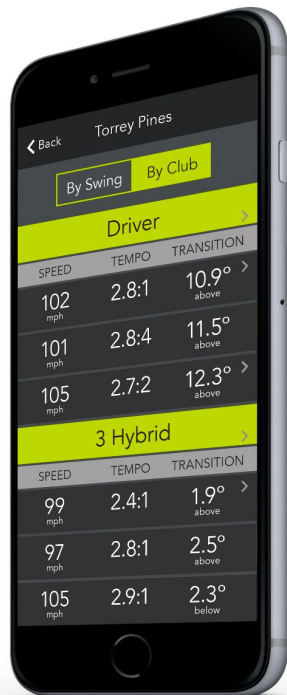 Back Torrey Pines
By Swing By Club
Driver
SPEED TEMPO TRANSITION
102 2.8:1 10.9°
mph above
101 2.8:4 11.5°
mph above
105 2.7:2 12.3°
mph above
3 Hybrid
SPEED TEMPO TRANSITION
99 2.4:1 1.9°
mph above
97 2.8:1 2.5°
mph above
105 2.9:1 2.3°
mph below